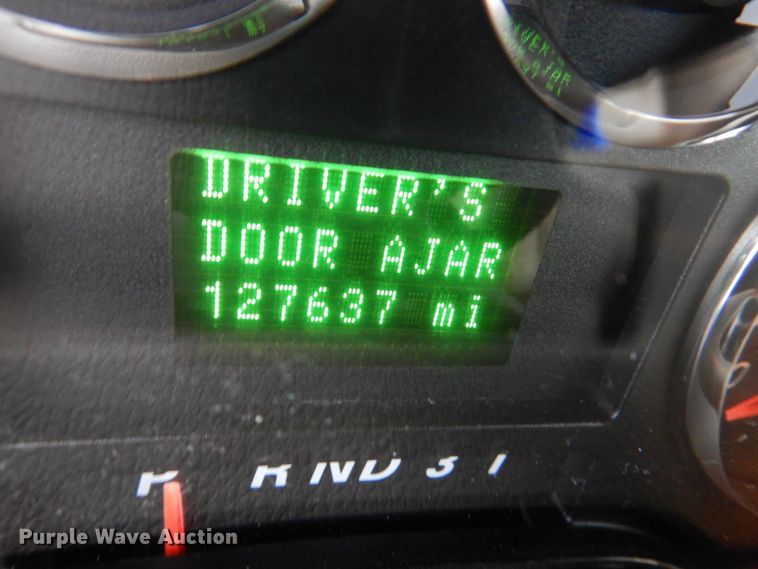 DRIVER'S
DOOR AJAR
127637 mi
P R N D 3 1
Purple Wave Auction